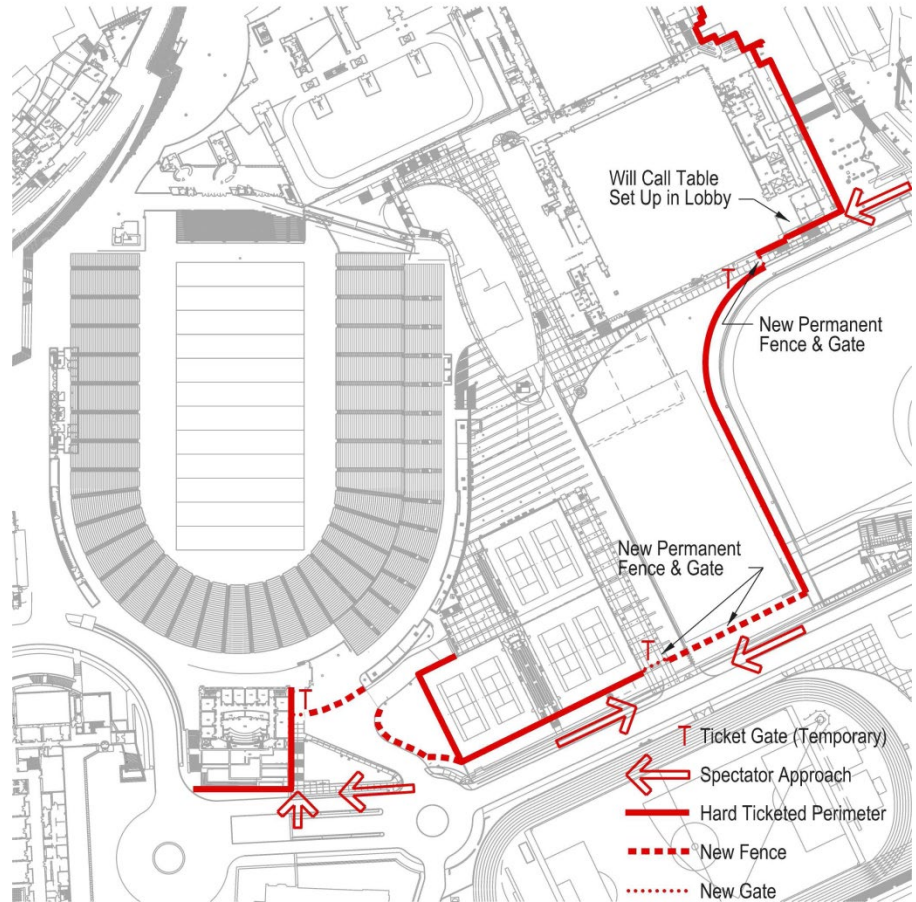 Will Call Table
Set Up in Lobby
T
New Permanent
Fence & Gate
New Permanent
Fence & Gate
T
T
T Ticket Gate (Temporary)
Spectator Approach
Hard Ticketed Perimeter
New Fence
New Gate